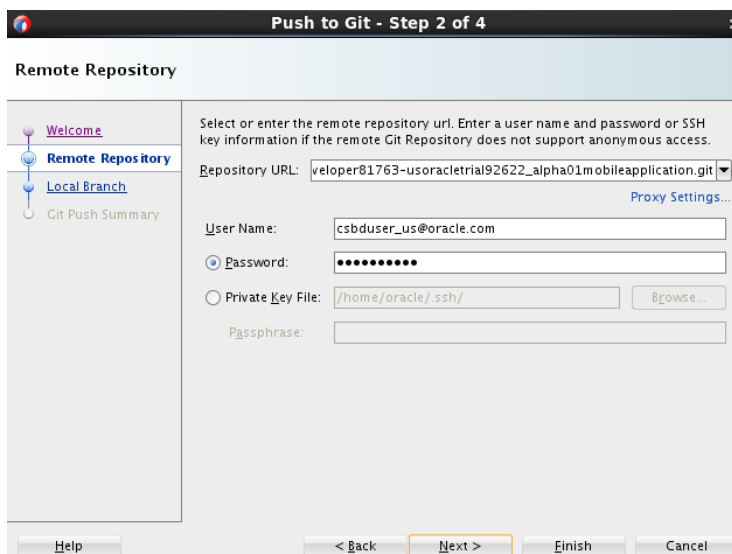 Push to Git - Step 2 of 4
Remote Repository
Welcome
Remote Repository
Local Branch
Git Push Summary
Select or enter the remote repository url. Enter a user name and password or SSH
key information if the remote Git Repository does not support anonymous access.
Repository URL: veloper81763-usoracletrial92622_alpha01mobileapplication.git
Proxy Settings...
User Name: csbduser_us@oracle.com
Password: ●●●●●●●●●●
Private Key File: /home/oracle/.ssh/ Browse...
Passphrase:
Help < Back Next > Finish Cancel